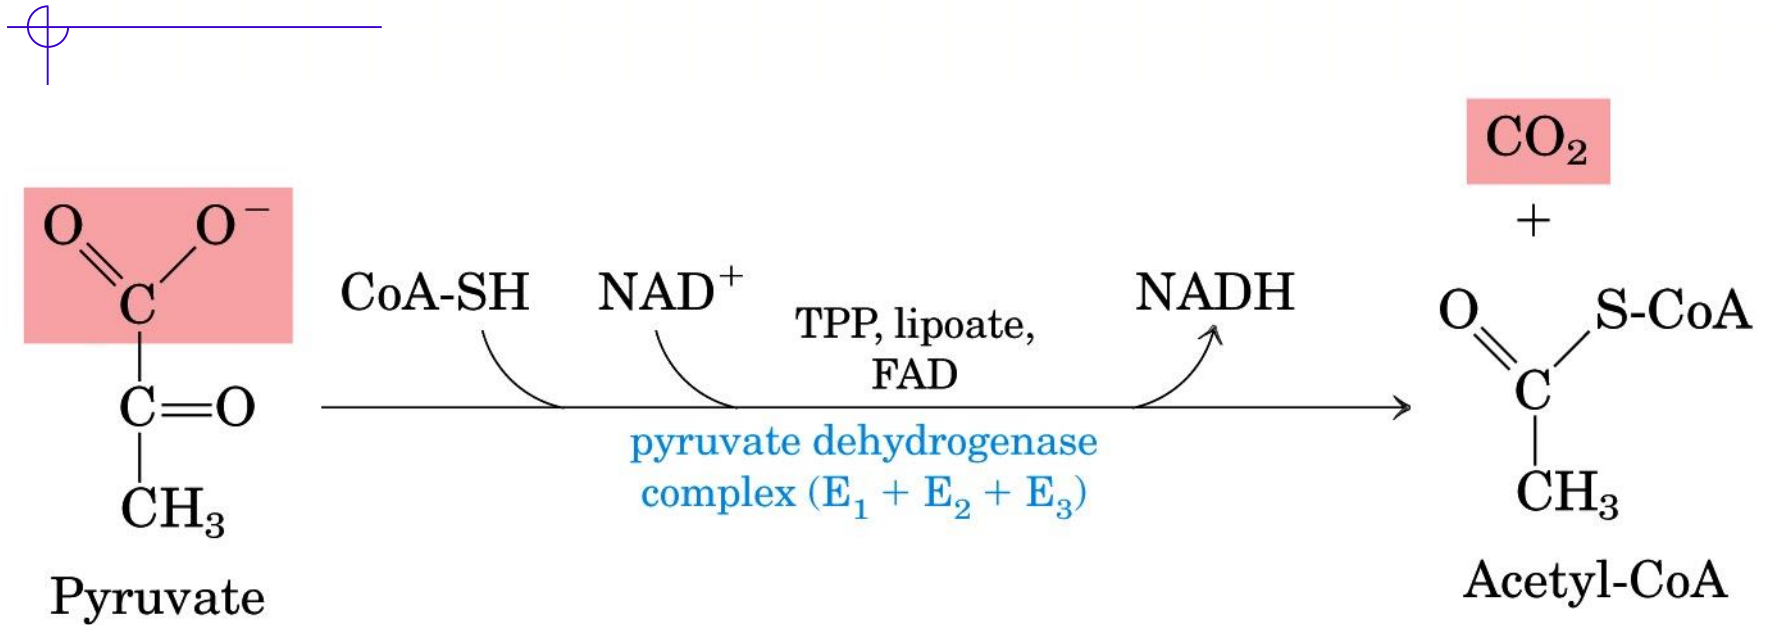 CO₂
+
O O⁻
C
C=O
CH₃
Pyruvate
CoA-SH NAD⁺ NADH
TPP, lipoate,
FAD
pyruvate dehydrogenase
complex (E₁ + E₂ + E₃)
O S-CoA
C
CH₃
Acetyl-CoA